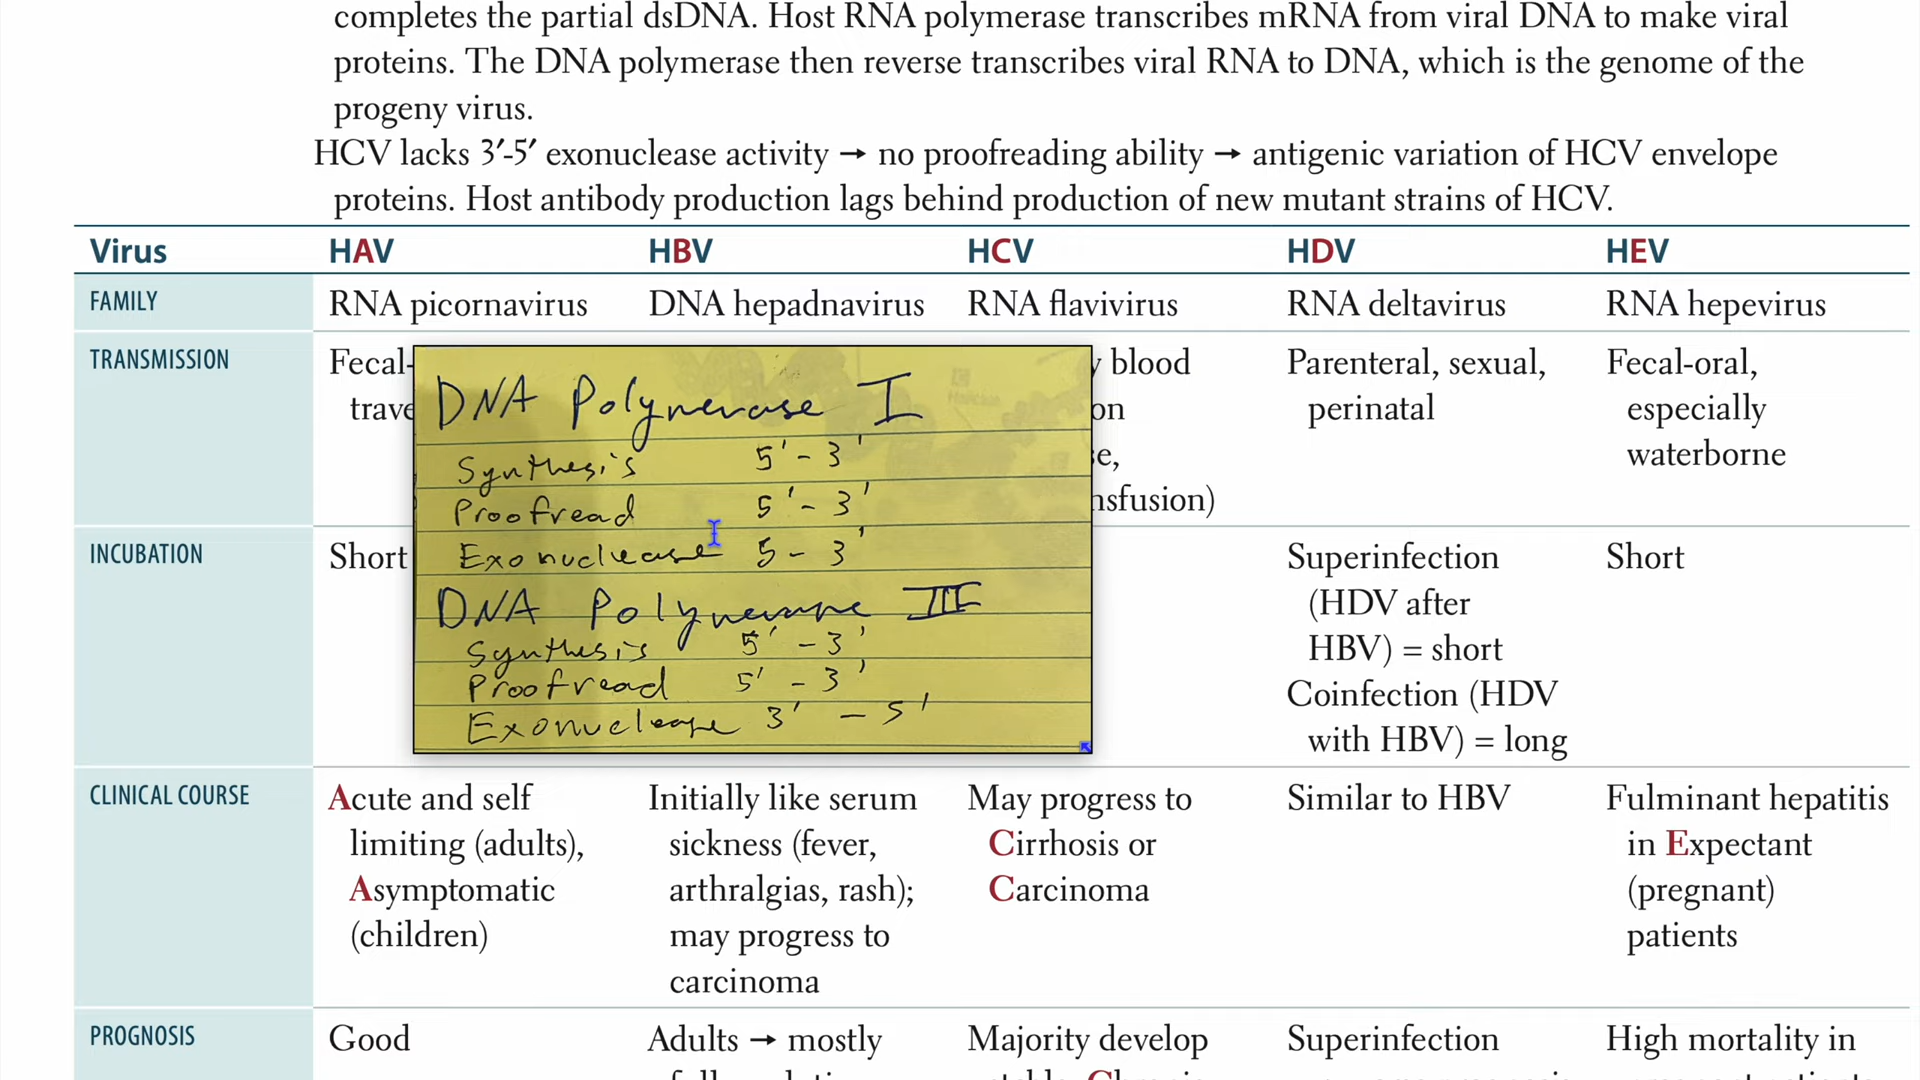 completes the partial dsDNA. Host RNA polymerase transcribes mRNA from viral DNA to make viral
proteins. The DNA polymerase then reverse transcribes viral RNA to DNA, which is the genome of the
progeny virus.
HCV lacks 3′-5′ exonuclease activity → no proofreading ability → antigenic variation of HCV envelope
proteins. Host antibody production lags behind production of new mutant strains of HCV.
Virus HAV HBV HCV HDV HEV
FAMILY RNA picornavirus DNA hepadnavirus RNA flavivirus RNA deltavirus RNA hepevirus
TRANSMISSION Fecal- blood Parenteral, sexual, Fecal-oral,
perinatal especially
waterborne
nsfusion)
DNA Polymerase I
Synthesis 5' - 3'
Proofread 5' - 3'
Exonuclease 5 - 3'
DNA Polymerase III
Synthesis 5' - 3'
Proofread 5' - 3'
Exonuclease 3' - 5'
INCUBATION Short Superinfection Short
(HDV after
HBV) = short
Coinfection (HDV
with HBV) = long
CLINICAL COURSE Acute and self Initially like serum May progress to Similar to HBV Fulminant hepatitis
limiting (adults), sickness (fever, Cirrhosis or in Expectant
Asymptomatic arthralgias, rash); Carcinoma (pregnant)
(children) may progress to patients
carcinoma
PROGNOSIS Good Adults → mostly Majority develop Superinfection High mortality in